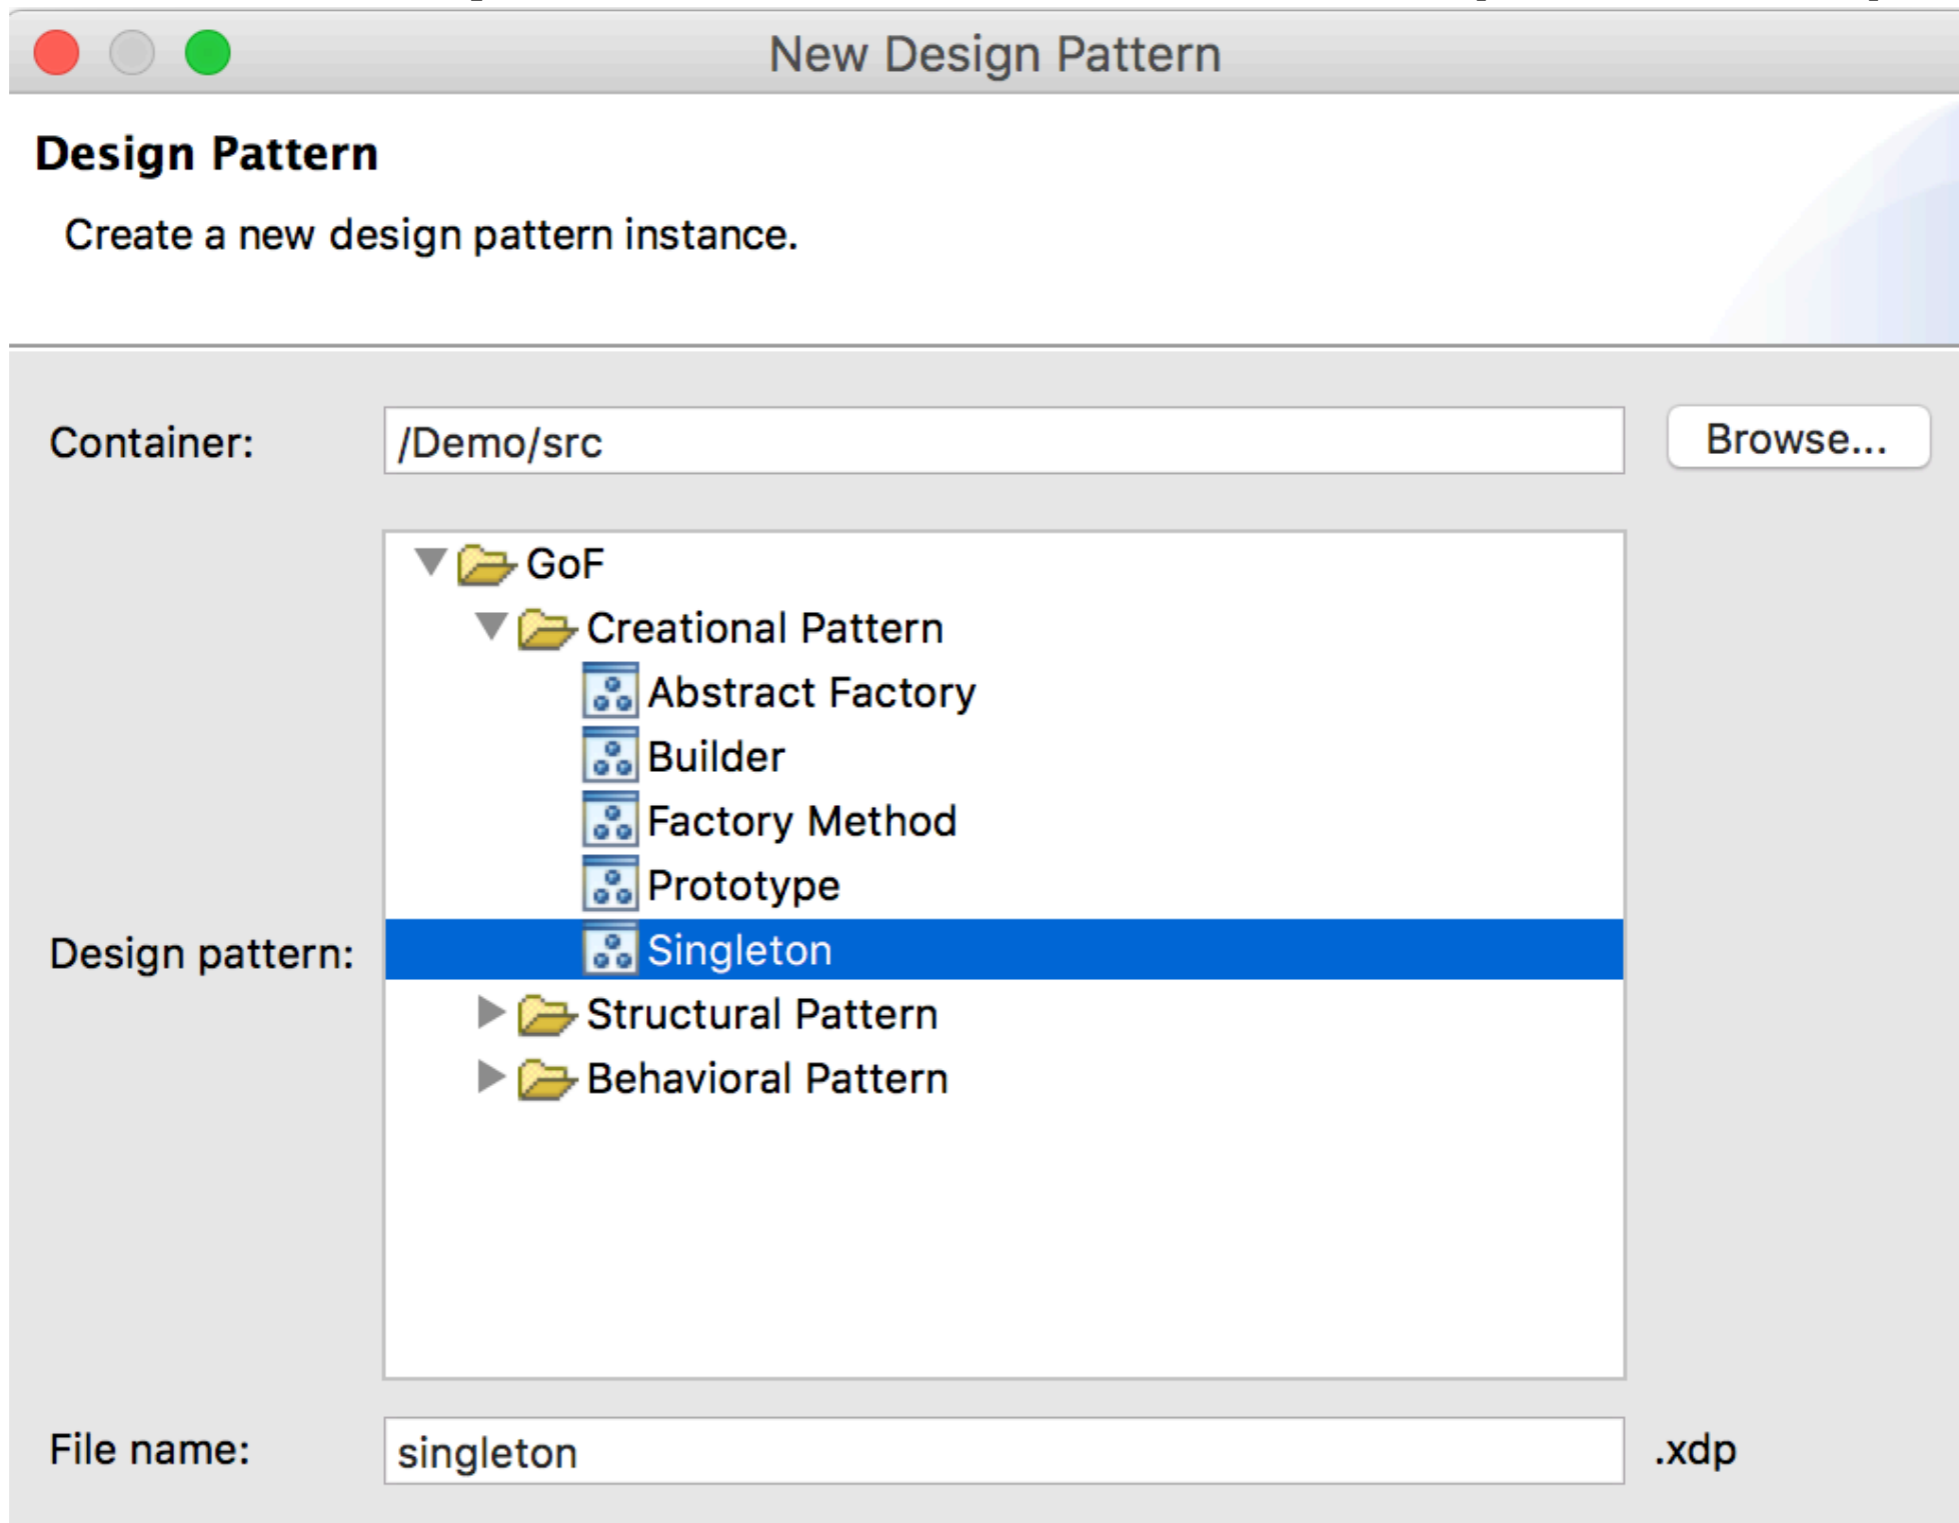 New Design Pattern
Design Pattern
Create a new design pattern instance.
Container: /Demo/src Browse...
GoF
Creational Pattern
Abstract Factory
Builder
Factory Method
Prototype
Design pattern: Singleton
Structural Pattern
Behavioral Pattern
File name: singleton .xdp